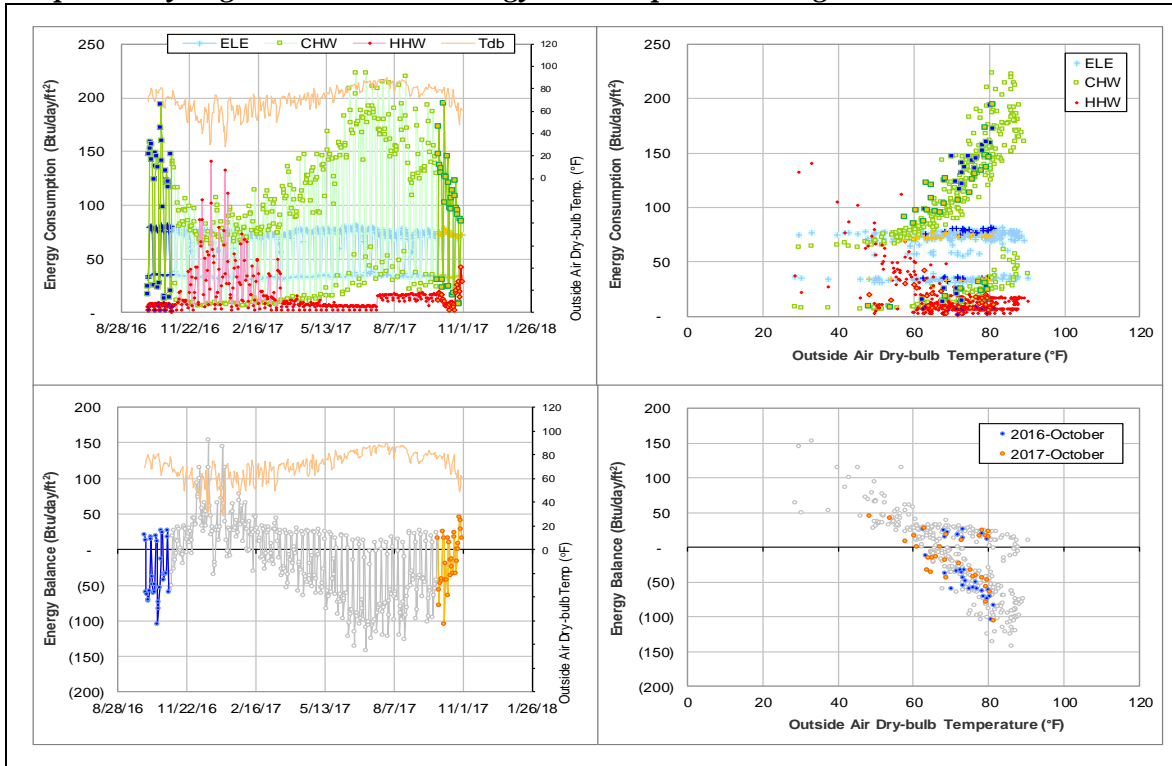 ELE CHW HHW Tdb
Energy Consumption (Btu/day/ft²)
250
200
150
100
50
-
120
100
80
60
40
20
0
Outside Air Dry-bulb Temp. (°F)
8/28/16 11/22/16 2/16/17 5/13/17 8/7/17 11/1/17 1/26/18
Energy Consumption (Btu/day/ft²)
250
200
150
100
50
-
ELE
CHW
HHW
0 20 40 60 80 100 120
Outside Air Dry-bulb Temperature (°F)
Energy Balance (Btu/day/ft²)
200
150
100
50
-
(50)
(100)
(150)
(200)
120
100
80
60
40
20
0
Outside Air Dry-bulb Temp (°F)
8/28/16 11/22/16 2/16/17 5/13/17 8/7/17 11/1/17 1/26/18
Energy Balance (Btu/day/ft²)
200
150
100
50
-
(50)
(100)
(150)
(200)
2016-October
2017-October
0 20 40 60 80 100 120
Outside Air Dry-bulb Temperature (°F)